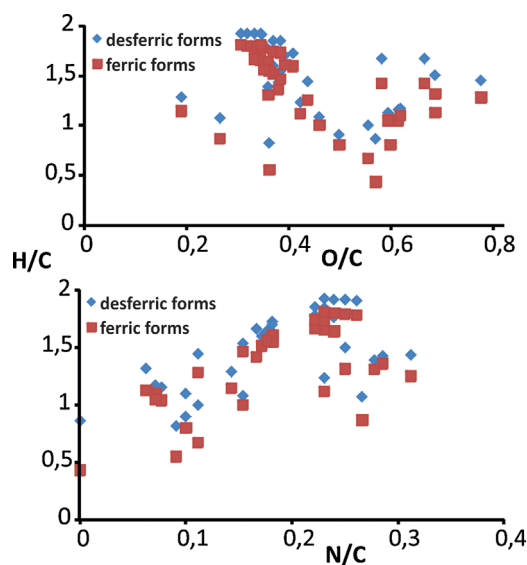 2
desferric forms
ferric forms
1,5
1
0,5
0
0 0,2 0,4 0,6 0,8
H/C O/C
2
desferric forms
ferric forms
1,5
1
0,5
0
0 0,1 0,2 0,3 0,4
N/C